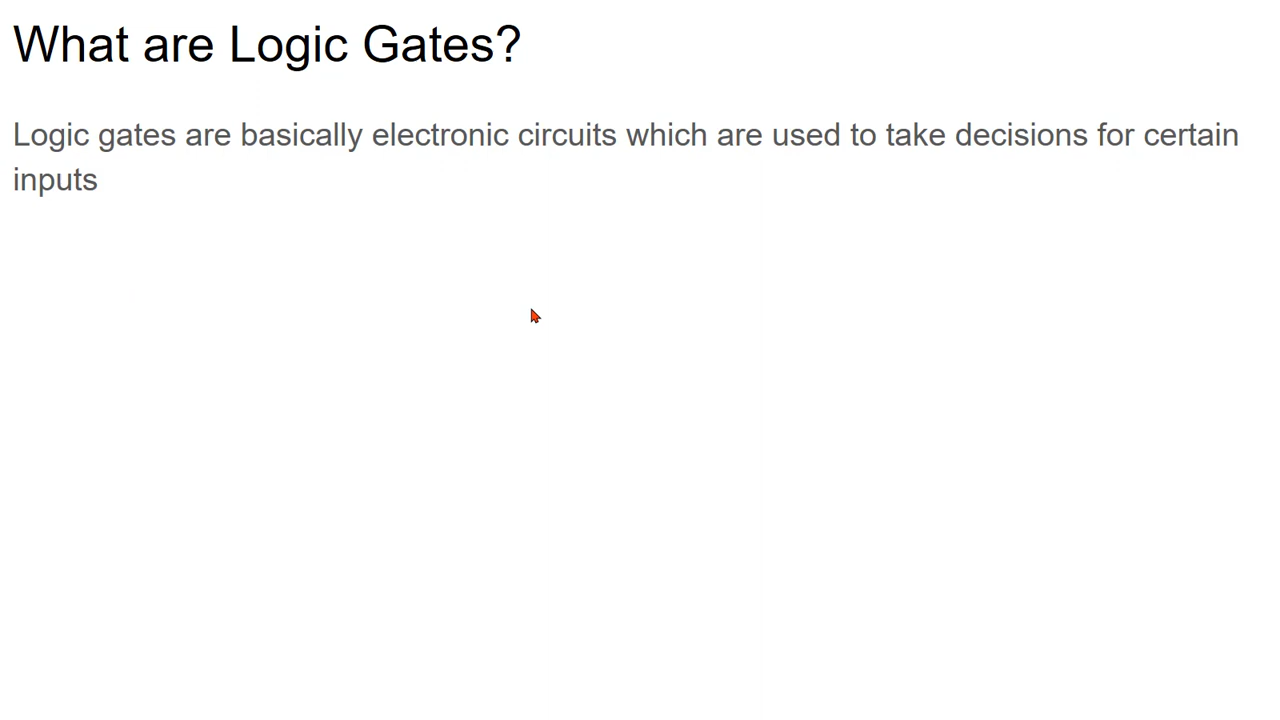 What are Logic Gates?
Logic gates are basically electronic circuits which are used to take decisions for certain
inputs